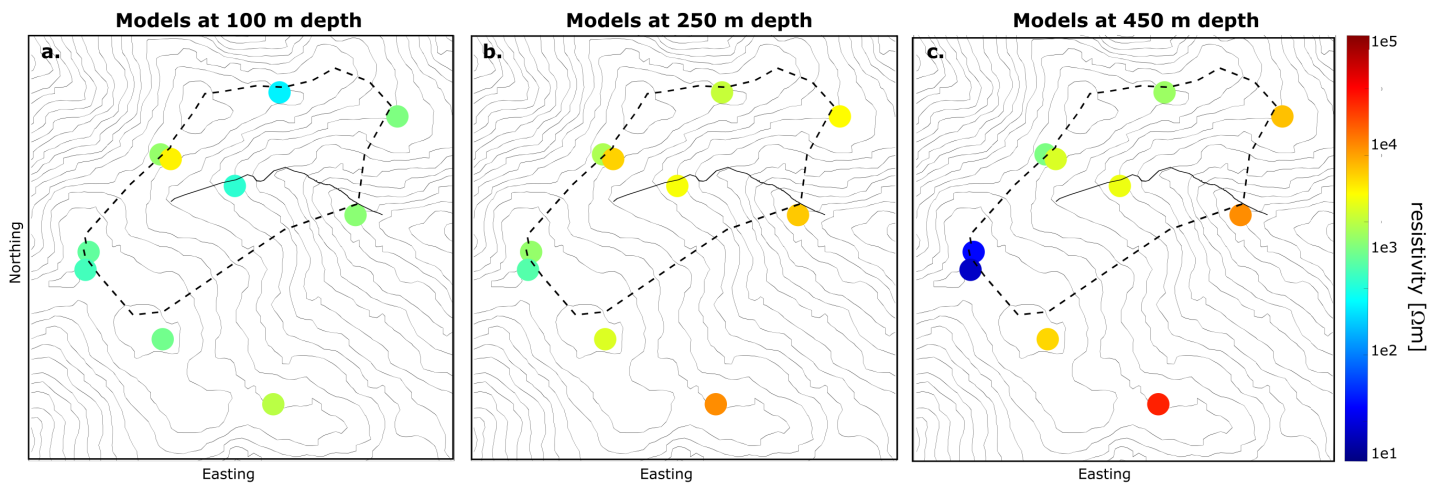 Models at 100 m depth
Models at 250 m depth
Models at 450 m depth
a.
b.
c.
Northing
Easting
Easting
Easting
1e5
1e4
1e3
1e2
1e1
resistivity [Ωm]